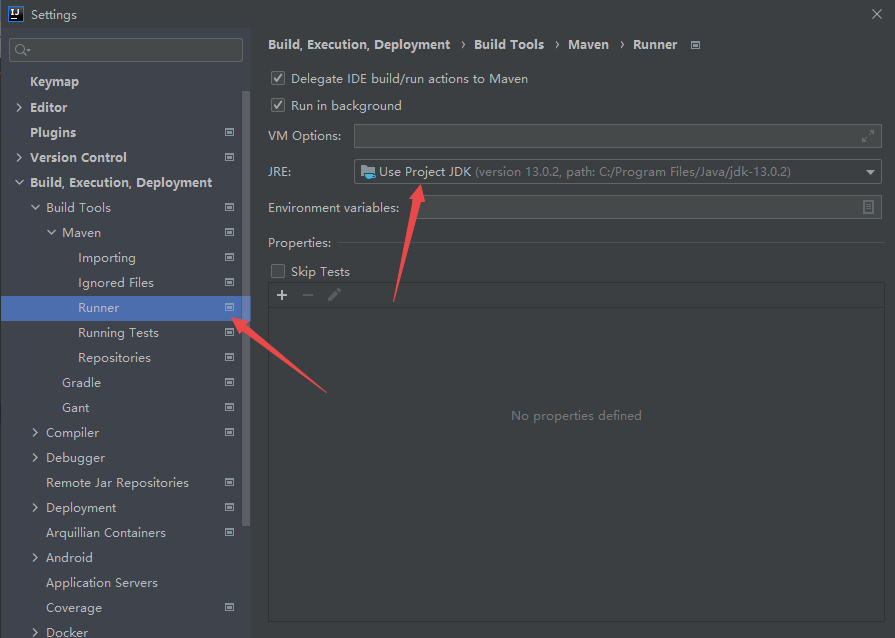 IJ
Settings
Keymap
Editor
Plugins
Version Control
Build, Execution, Deployment
Build Tools
Maven
Importing
Ignored Files
Runner
Running Tests
Repositories
Gradle
Gant
Compiler
Debugger
Remote Jar Repositories
Deployment
Arquillian Containers
Android
Application Servers
Coverage
Docker
Build, Execution, Deployment › Build Tools › Maven › Runner
Delegate IDE build/run actions to Maven
Run in background
VM Options:
JRE: Use Project JDK (version 13.0.2, path: C:/Program Files/Java/jdk-13.0.2)
Environment variables:
Properties:
Skip Tests
No properties defined